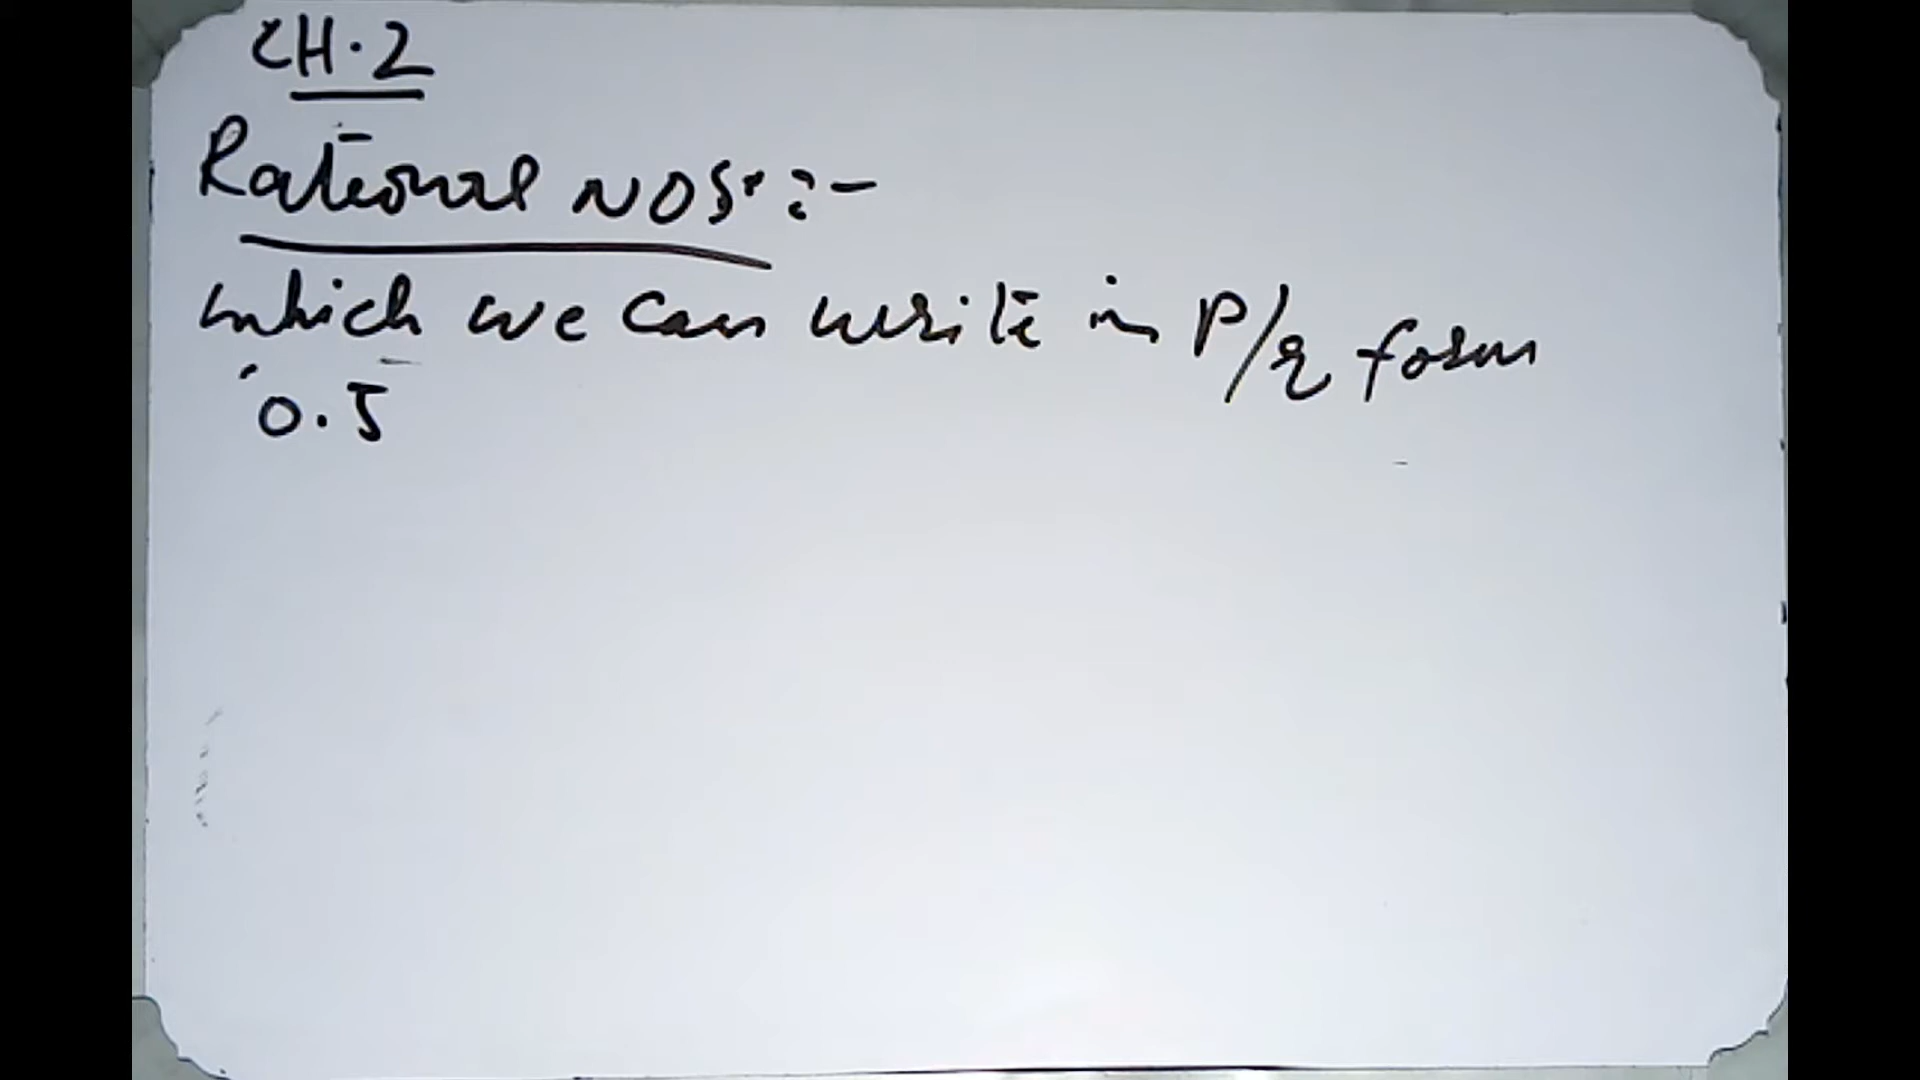 CH.2
Rational NOS. :-
which we can write in P/q form
0.5